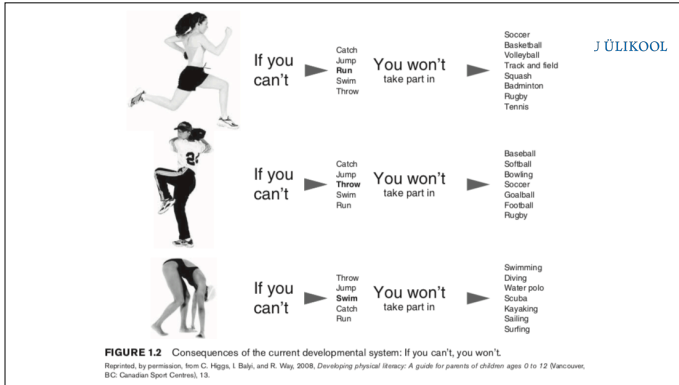 J ÜLIKOOL
If you
can't
Catch
Jump
Run
Swim
Throw
You won't
take part in
Soccer
Basketball
Volleyball
Track and field
Squash
Badminton
Rugby
Tennis
If you
can't
Catch
Jump
Throw
Swim
Run
You won't
take part in
Baseball
Softball
Bowling
Soccer
Goalball
Football
Rugby
If you
can't
Throw
Jump
Swim
Catch
Run
You won't
take part in
Swimming
Diving
Water polo
Scuba
Kayaking
Sailing
Surfing
FIGURE 1.2 Consequences of the current developmental system: If you can't, you won't.
Reprinted, by permission, from C. Higgs, I. Balyi, and R. Way, 2008, Developing physical literacy: A guide for parents of children ages 0 to 12 (Vancouver,
BC: Canadian Sport Centres), 13.